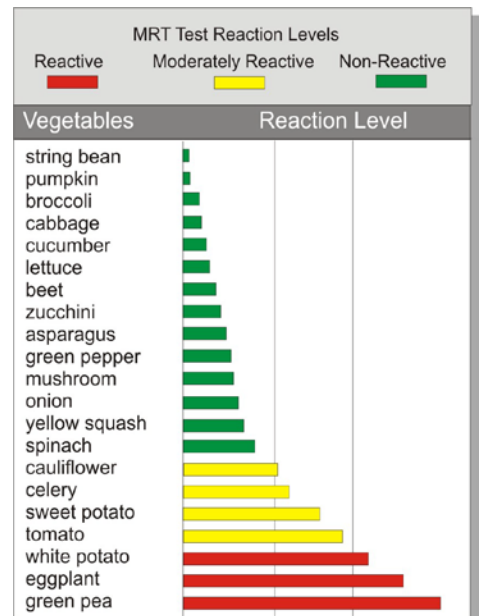 MRT Test Reaction Levels
Reactive Moderately Reactive Non-Reactive
Vegetables Reaction Level
string bean
pumpkin
broccoli
cabbage
cucumber
lettuce
beet
zucchini
asparagus
green pepper
mushroom
onion
yellow squash
spinach
cauliflower
celery
sweet potato
tomato
white potato
eggplant
green pea